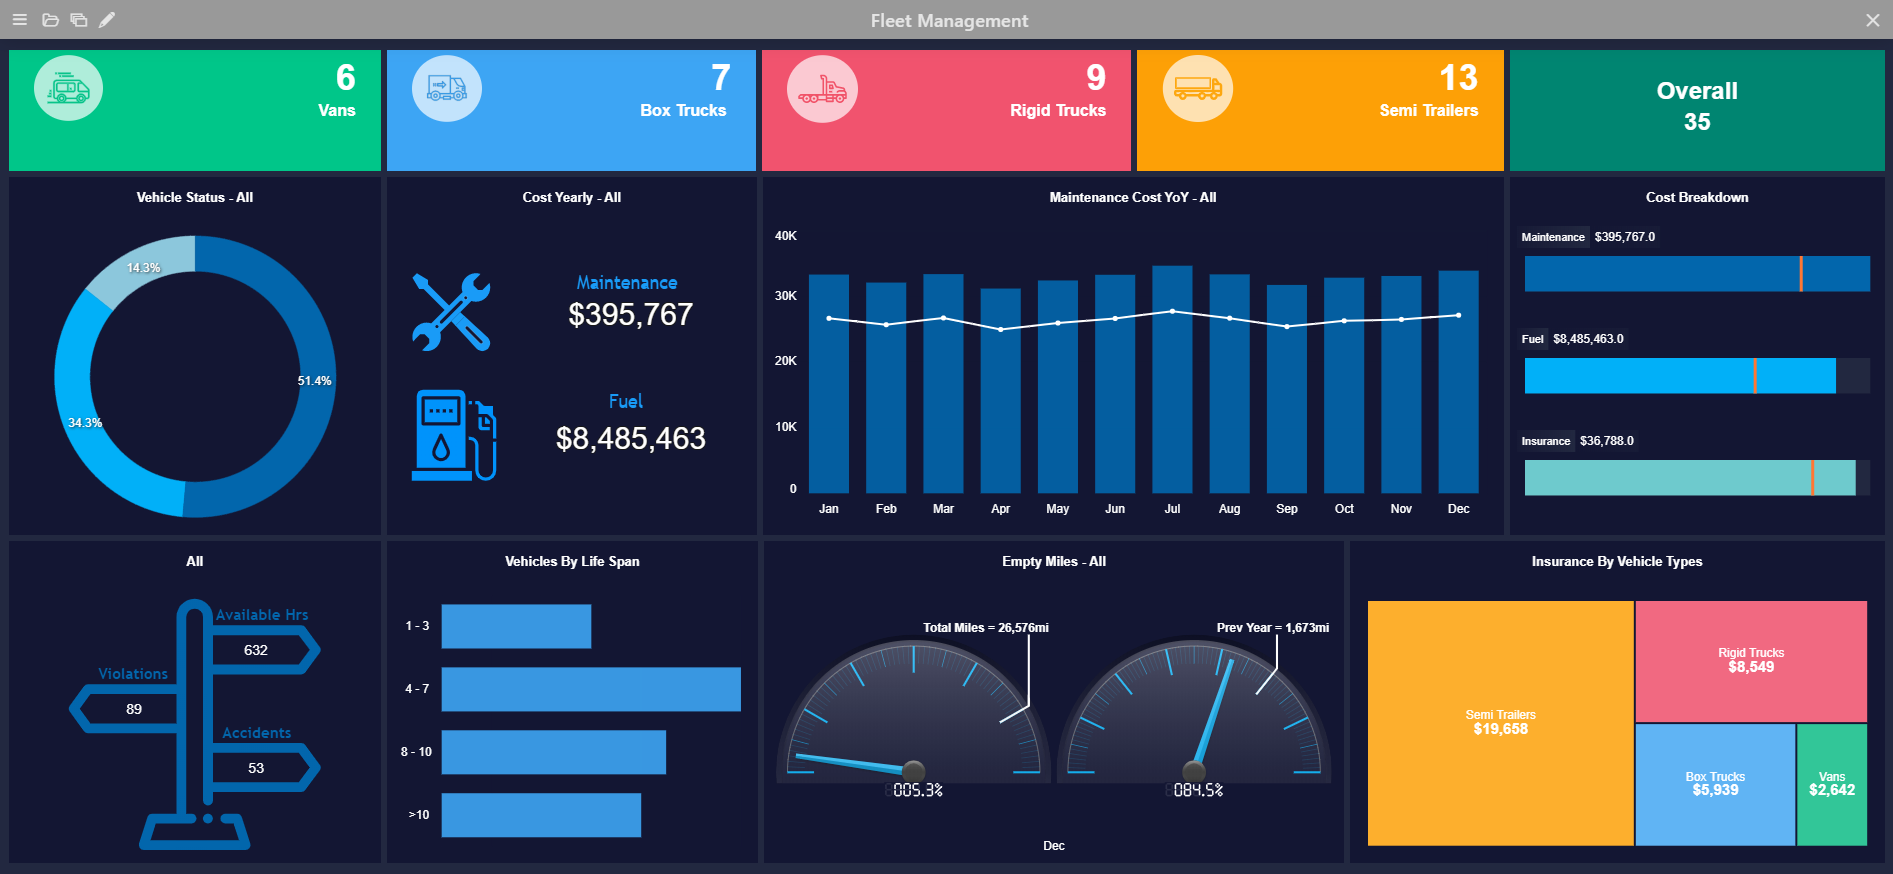 Fleet Management
6
Vans
7
Box Trucks
9
Rigid Trucks
13
Semi Trailers
Overall
35
Vehicle Status - All
14.3%
51.4%
34.3%
Cost Yearly - All
Maintenance
$395,767
Fuel
$8,485,463
Maintenance Cost YoY - All
40K
30K
20K
10K
0
Jan Feb Mar Apr May Jun Jul Aug Sep Oct Nov Dec
Cost Breakdown
Maintenance $395,767.0
Fuel $8,485,463.0
Insurance $36,788.0
All
Available Hrs
632
Violations
89
Accidents
53
Vehicles By Life Span
1 - 3
4 - 7
8 - 10
>10
Empty Miles - All
Total Miles = 26,576mi
Prev Year = 1,673mi
005.3%
084.5%
Dec
Insurance By Vehicle Types
Semi Trailers
$19,658
Rigid Trucks
$8,549
Box Trucks
$5,939
Vans
$2,642